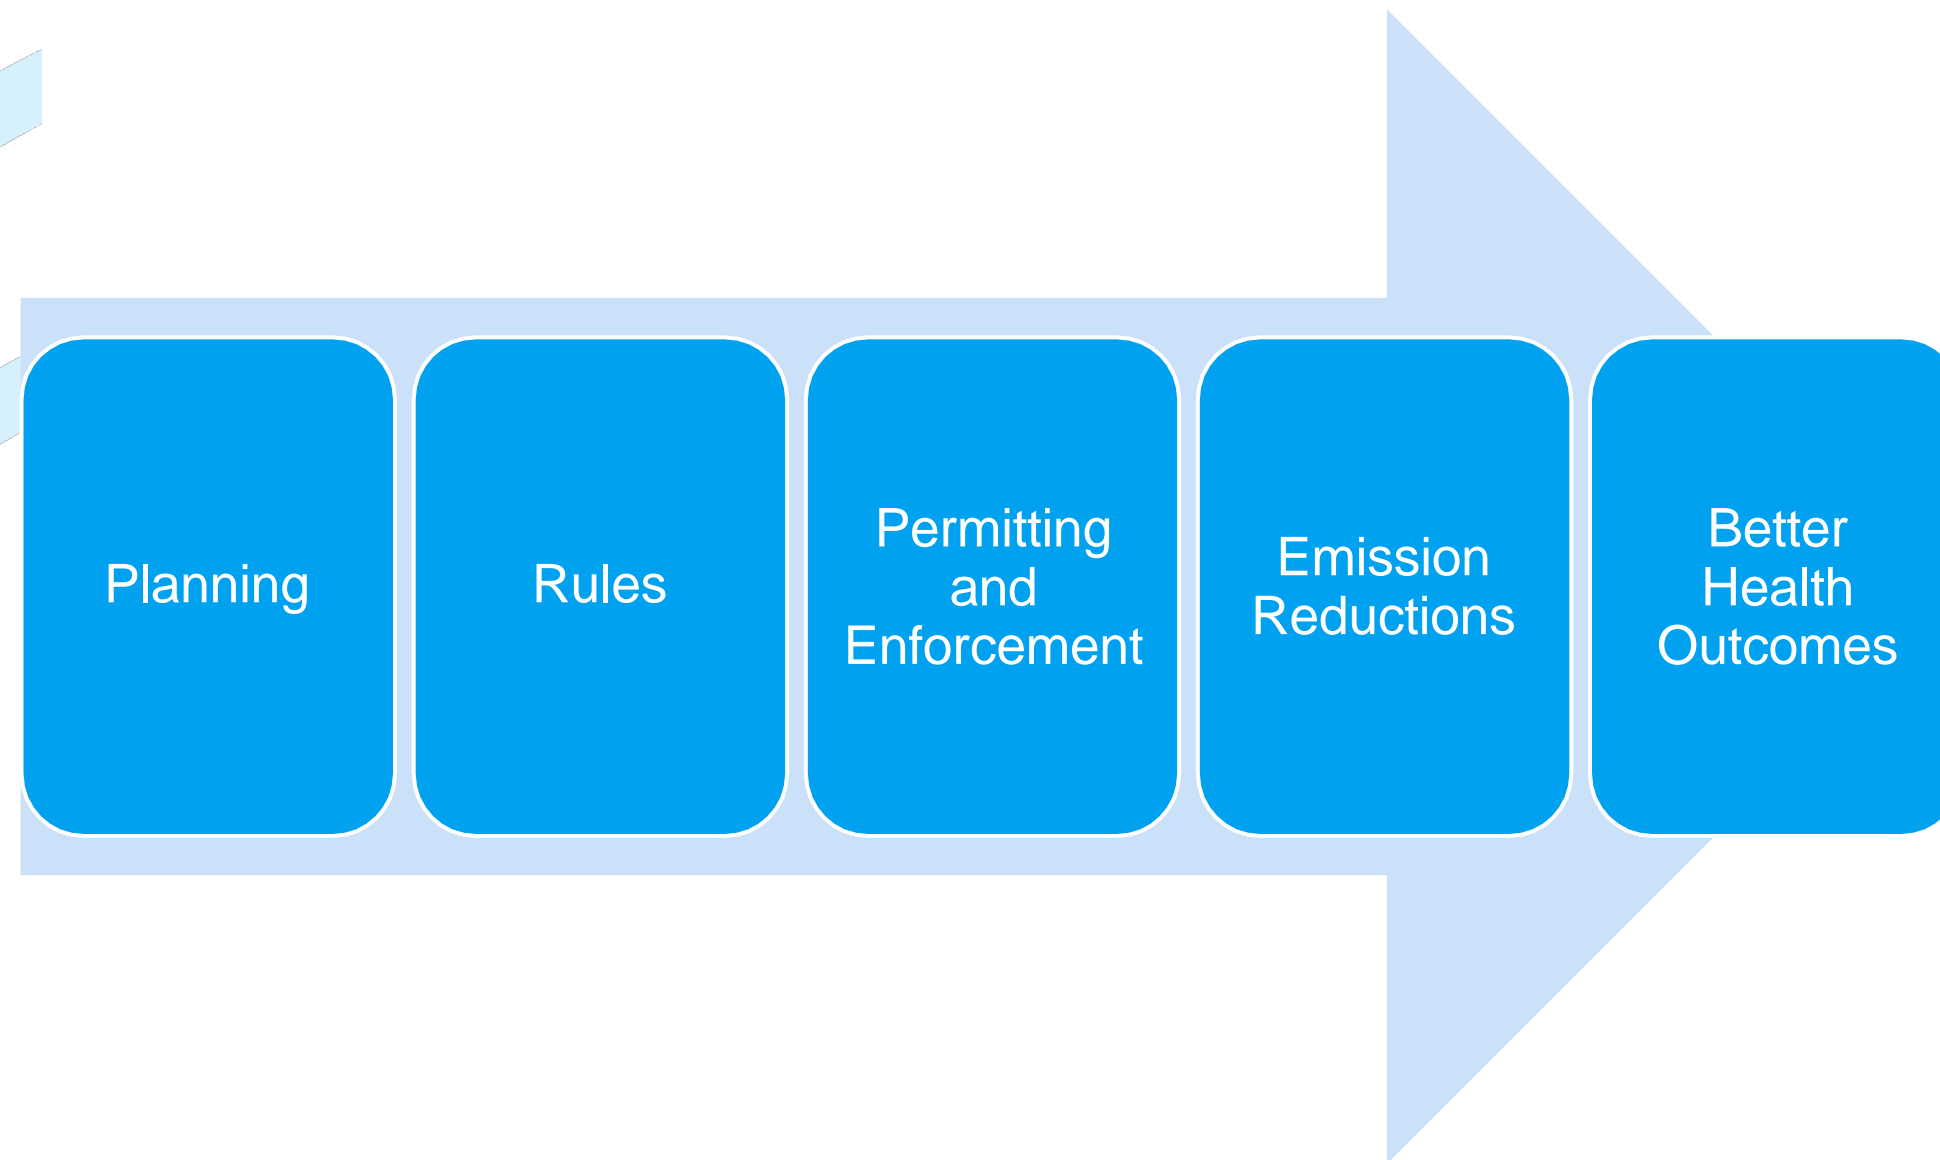 Planning
Rules
Permitting
and
Enforcement
Emission
Reductions
Better
Health
Outcomes